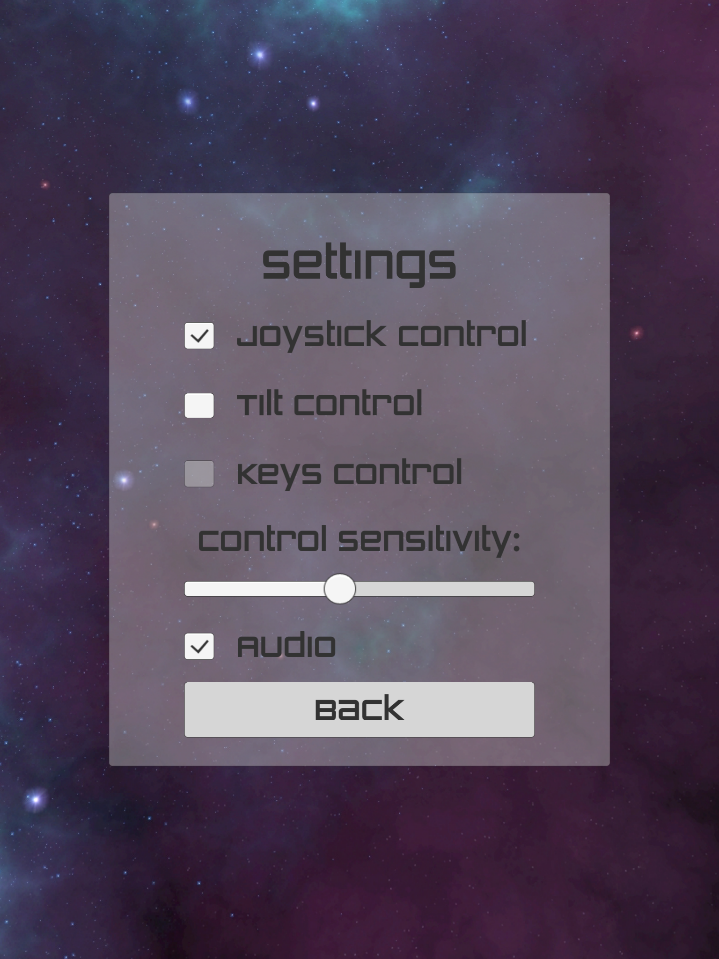 settings
Joystick control
Tilt control
Keys control
control sensitivity:
Audio
Back